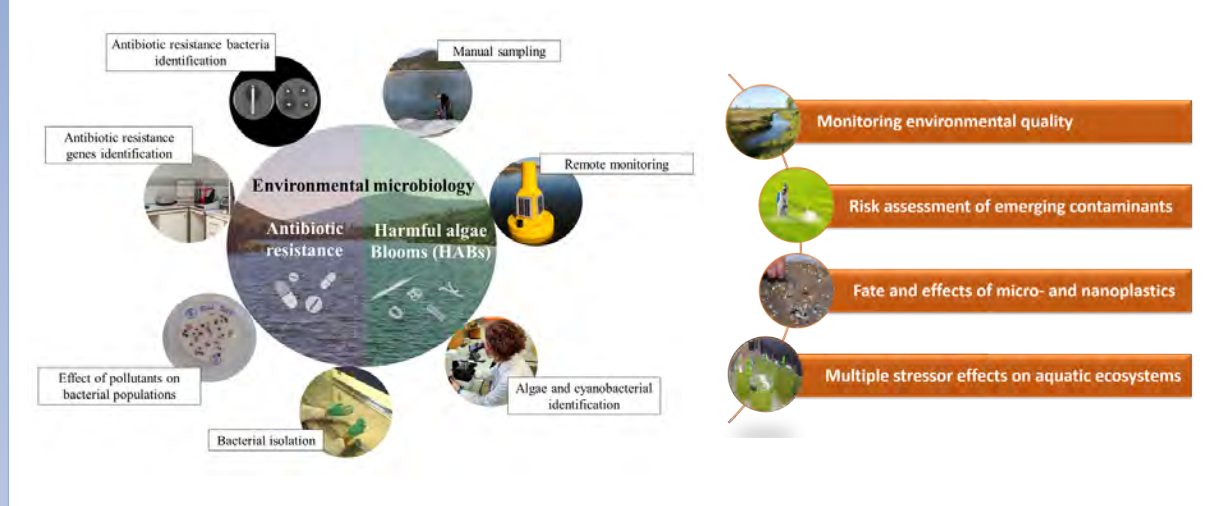 Antibiotic resistance bacteria
identification
Manual sampling
Antibiotic resistance
genes identification
Remote monitoring
Environmental microbiology
Antibiotic
resistance
Harmful algae
Blooms (HABs)
Effect of pollutants on
bacterial populations
Algae and cyanobacterial
identification
Bacterial isolation
Monitoring environmental quality
Risk assessment of emerging contaminants
Fate and effects of micro- and nanoplastics
Multiple stressor effects on aquatic ecosystems